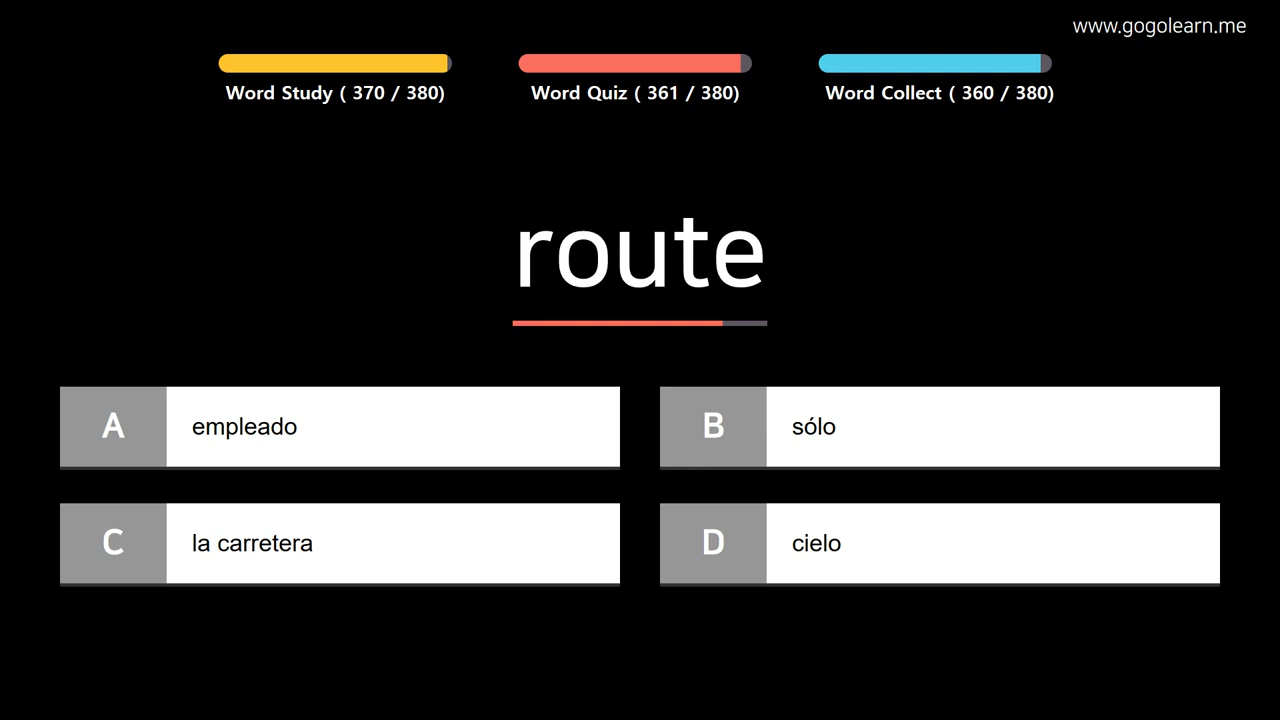 www.gogolearn.me
Word Study ( 370 / 380)
Word Quiz ( 361 / 380)
Word Collect ( 360 / 380)
route
A empleado
B sólo
C la carretera
D cielo